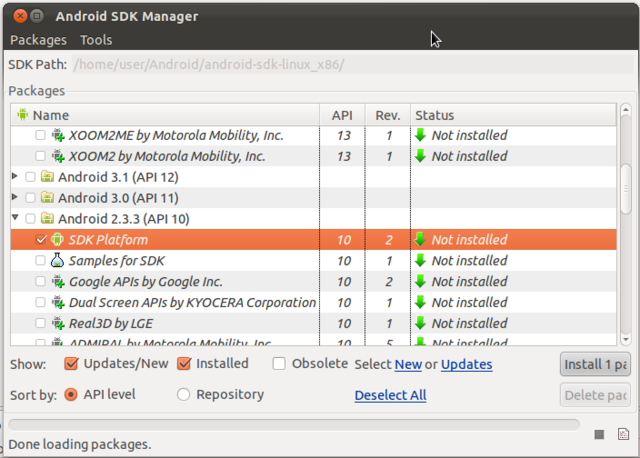 Android SDK Manager
Packages Tools
SDK Path: /home/user/Android/android-sdk-linux_x86/
Packages
Name API Rev. Status
XOOM2ME by Motorola Mobility, Inc. 13 1 Not installed
XOOM2 by Motorola Mobility, Inc. 13 1 Not installed
Android 3.1 (API 12)
Android 3.0 (API 11)
Android 2.3.3 (API 10)
SDK Platform 10 2 Not installed
Samples for SDK 10 1 Not installed
Google APIs by Google Inc. 10 2 Not installed
Dual Screen APIs by KYOCERA Corporation 10 1 Not installed
Real3D by LGE 10 1 Not installed
ADMIRAL by Motorola Mobility, Inc. 10 5 Not installed
Show: Updates/New Installed Obsolete Select New or Updates Install 1 pa
Sort by: API level Repository Deselect All Delete pac
Done loading packages.